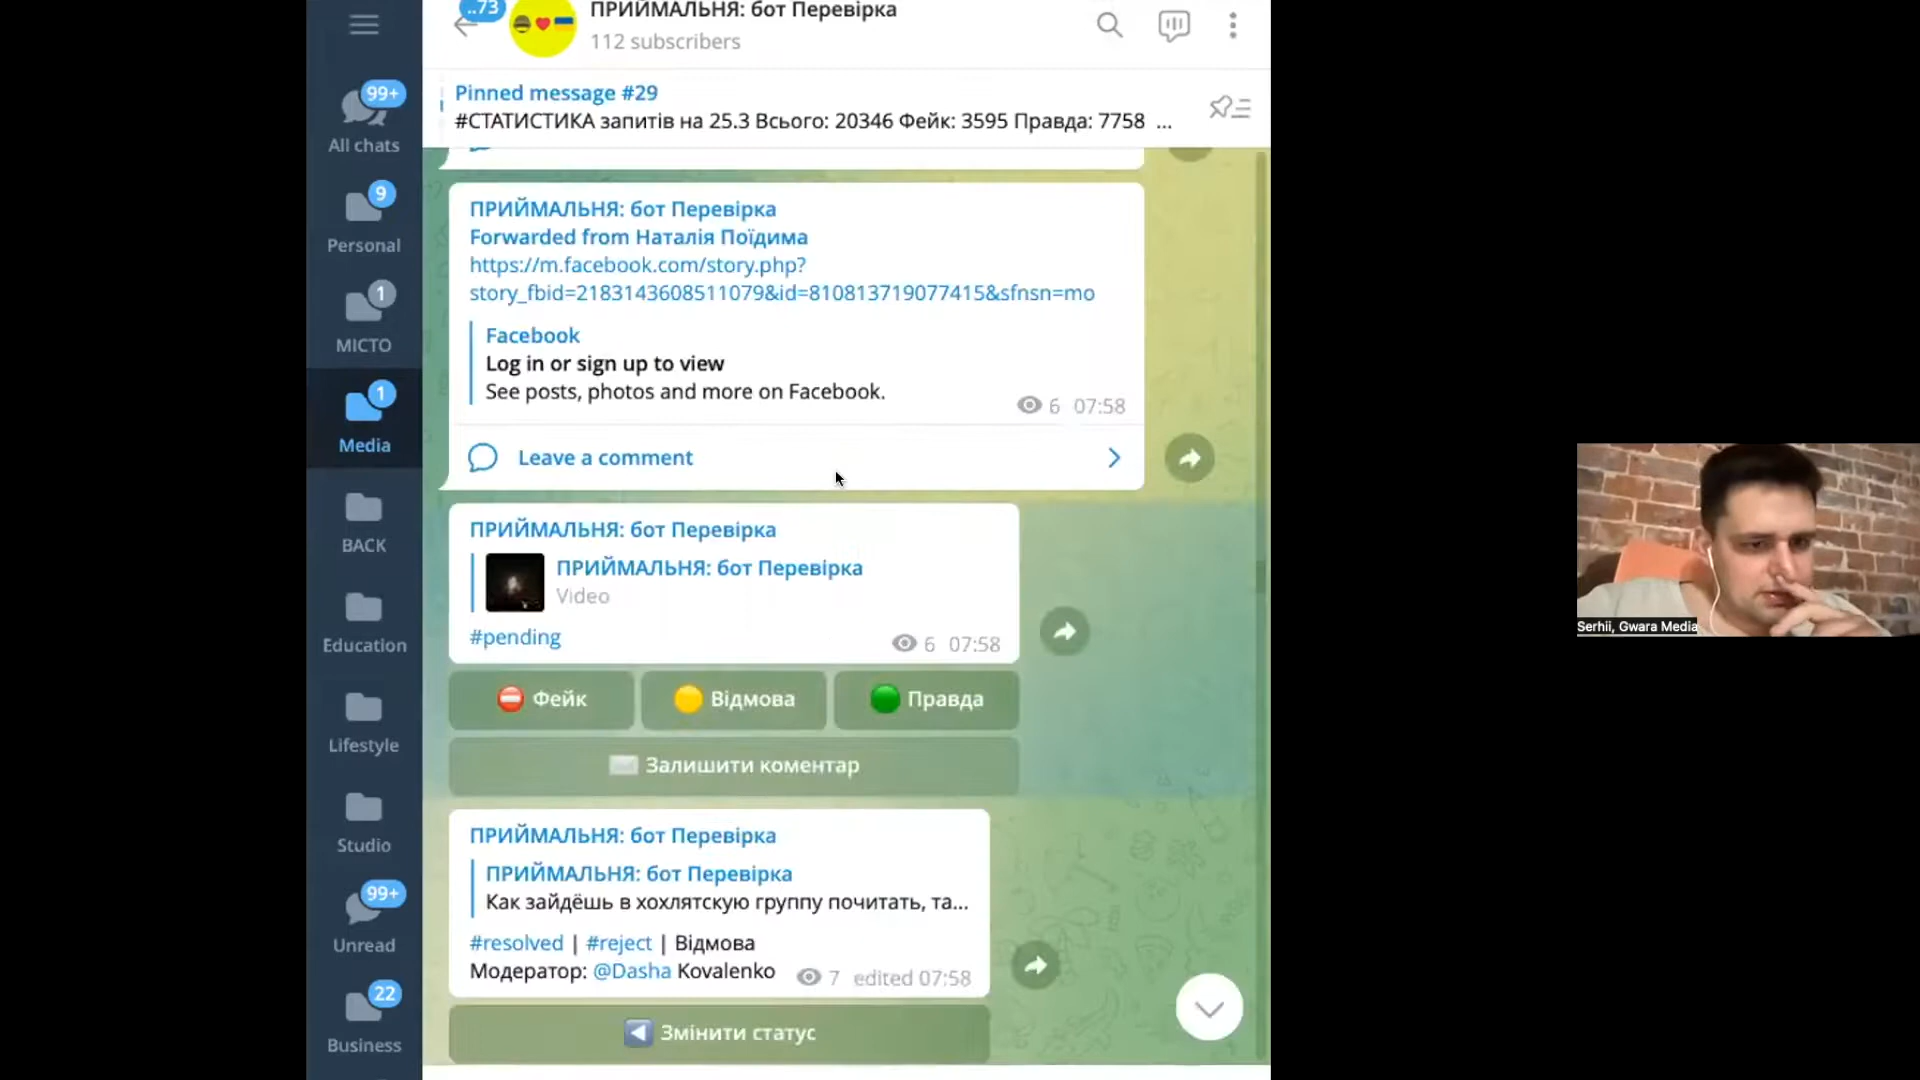 ..73
ПРИЙМАЛЬНЯ: бот Перевірка
112 subscribers
99+
All chats
9
Personal
1
МІСТО
1
Media
BACK
Education
Lifestyle
Studio
99+
Unread
22
Business
Pinned message #29
#СТАТИСТИКА запитів на 25.3 Всього: 20346 Фейк: 3595 Правда: 7758 ...
ПРИЙМАЛЬНЯ: бот Перевірка
Forwarded from Наталія Поїдима
https://m.facebook.com/story.php?
story_fbid=2183143608511079&id=810813719077415&sfnsn=mo
Facebook
Log in or sign up to view
See posts, photos and more on Facebook.
6 07:58
Leave a comment
ПРИЙМАЛЬНЯ: бот Перевірка
ПРИЙМАЛЬНЯ: бот Перевірка
Video
#pending
6 07:58
Фейк
Відмова
Правда
Залишити коментар
ПРИЙМАЛЬНЯ: бот Перевірка
ПРИЙМАЛЬНЯ: бот Перевірка
Как зайдёшь в хохлятскую группу почитать, та...
#resolved | #reject | Відмова
Модератор: @Dasha Kovalenko
7 edited 07:58
Змінити статус
Serhii, Gwara Media